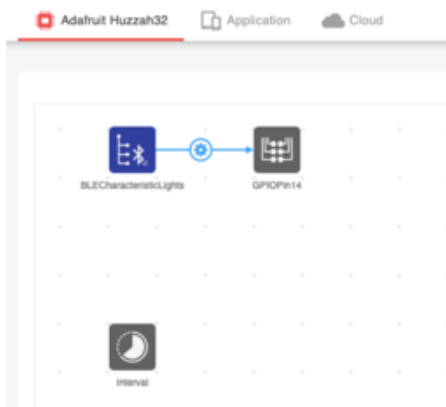 Adafruit Huzzah32
Application
Cloud
BLECharacteristicLights
GPIOPin14
Interval